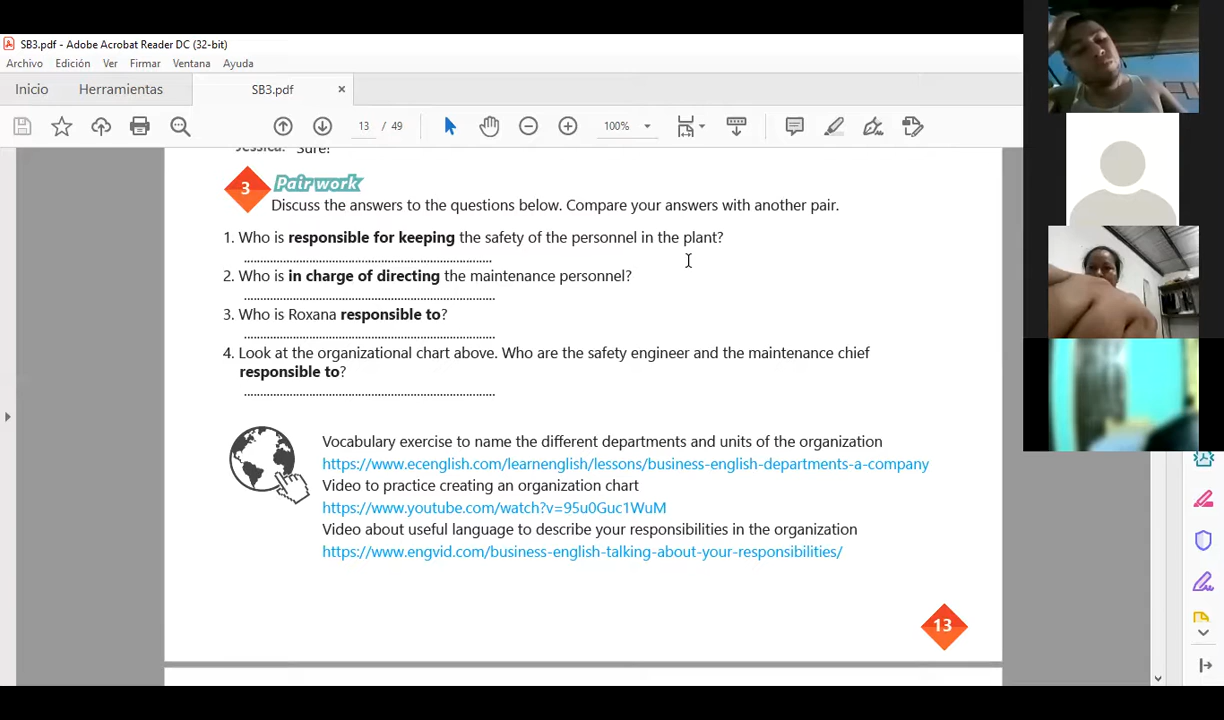 SB3.pdf - Adobe Acrobat Reader DC (32-bit)
Archivo Edición Ver Firmar Ventana Ayuda
Inicio Herramientas SB3.pdf ×
13 / 49 100%
Jessica: Sure!
3 Pair work
Discuss the answers to the questions below. Compare your answers with another pair.
1. Who is responsible for keeping the safety of the personnel in the plant?
2. Who is in charge of directing the maintenance personnel?
3. Who is Roxana responsible to?
4. Look at the organizational chart above. Who are the safety engineer and the maintenance chief
responsible to?
Vocabulary exercise to name the different departments and units of the organization
https://www.ecenglish.com/learnenglish/lessons/business-english-departments-a-company
Video to practice creating an organization chart
https://www.youtube.com/watch?v=95u0Guc1WuM
Video about useful language to describe your responsibilities in the organization
https://www.engvid.com/business-english-talking-about-your-responsibilities/
13